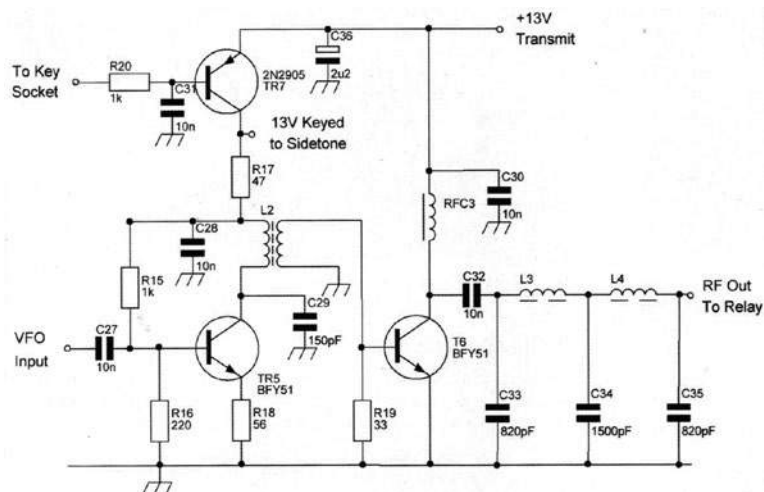 +13V
Transmit
C36
2u2
R20
1k
To Key
Socket
C31
10n
2N2905
TR7
13V Keyed
to Sidetone
R17
47
C30
10n
RFC3
L2
C28
10n
R15
1k
C32
10n
L3
L4
RF Out
To Relay
C29
150pF
VFO
Input
C27
10n
TR5
BFY51
T6
BFY51
R16
220
R18
56
R19
33
C33
820pF
C34
1500pF
C35
820pF